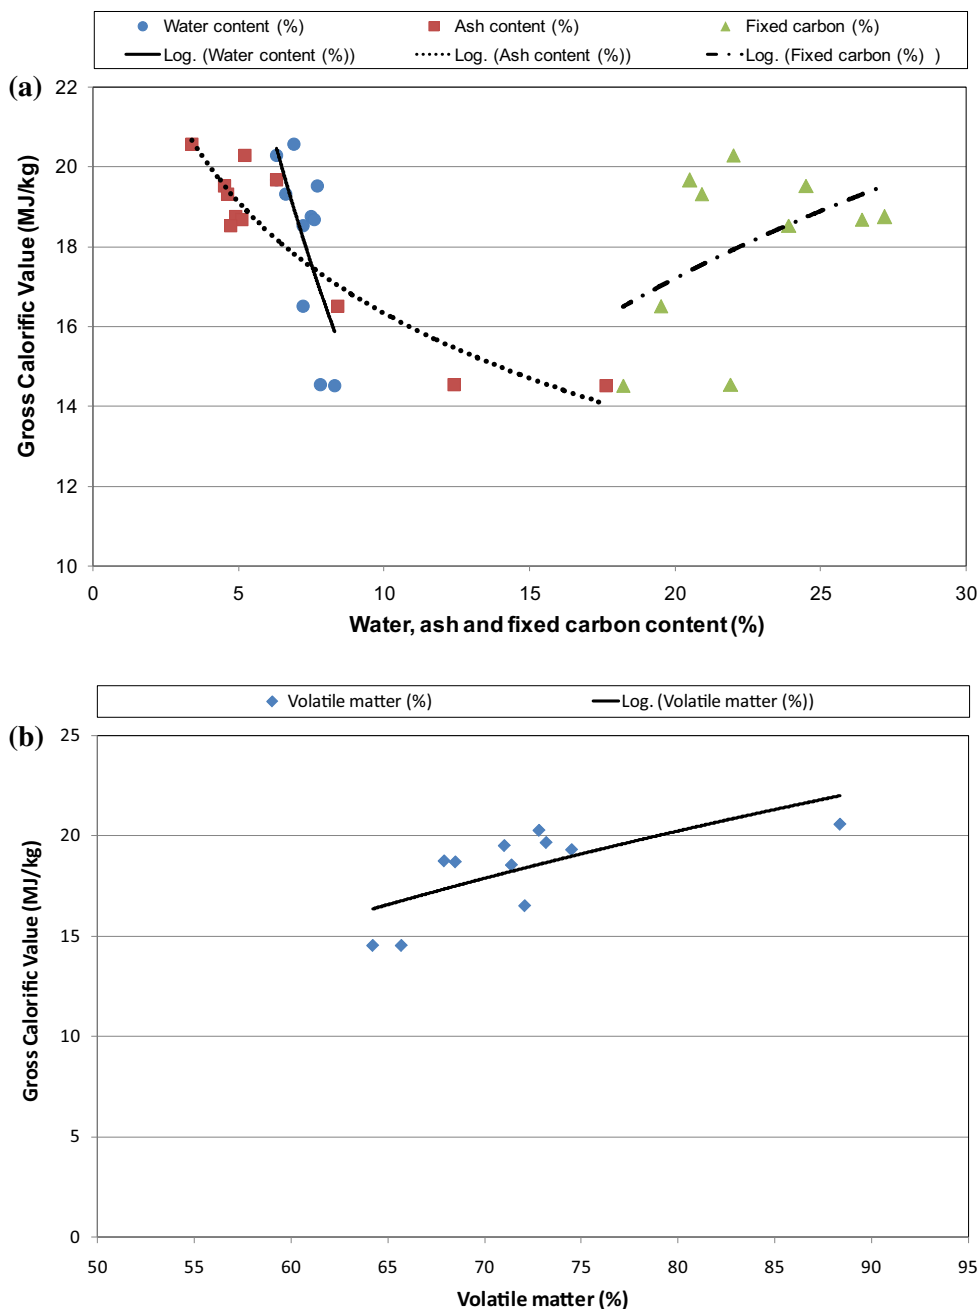 Water content (%) Ash content (%) Fixed carbon (%)
Log. (Water content (%)) Log. (Ash content (%)) Log. (Fixed carbon (%) )
(a)
22
20
18
16
14
12
10
Gross Calorific Value (MJ/kg)
0 5 10 15 20 25 30
Water, ash and fixed carbon content (%)
Volatile matter (%) Log. (Volatile matter (%))
(b)
25
20
15
10
5
0
Gross Calorific Value (MJ/kg)
50 55 60 65 70 75 80 85 90 95
Volatile matter (%)